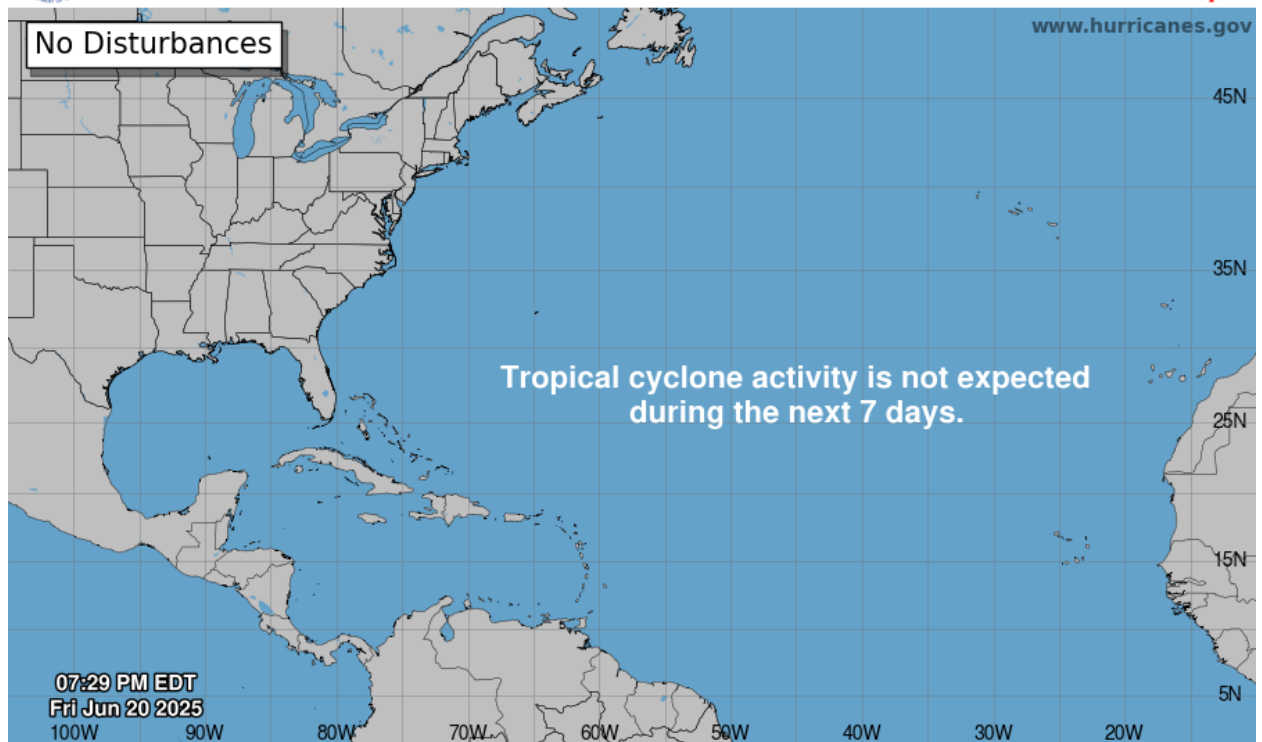 No Disturbances
www.hurricanes.gov
45N
35N
Tropical cyclone activity is not expected
during the next 7 days.
25N
15N
5N
07:29 PM EDT
Fri Jun 20 2025
100W 90W 80W 70W 60W 50W 40W 30W 20W